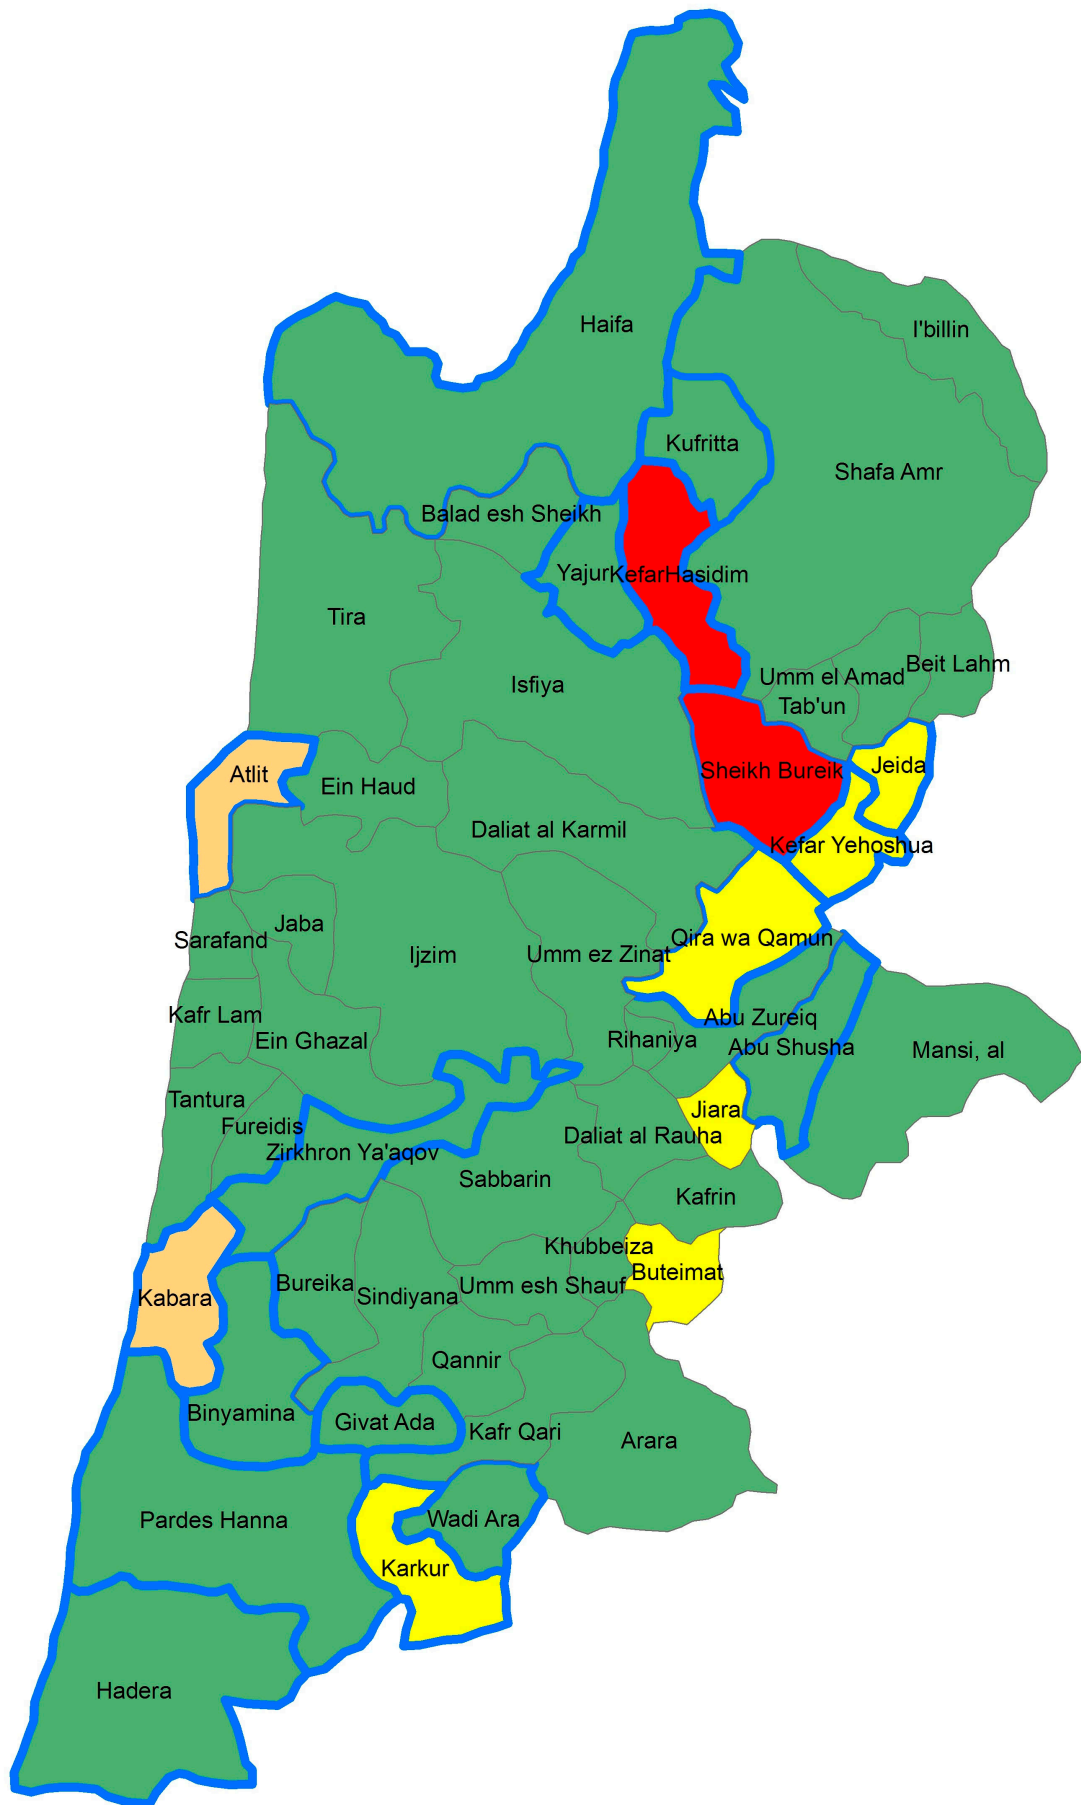 Haifa
I'billin
Kufritta
Shafa Amr
Balad esh Sheikh
Yajur
KefarHasidim
Tira
Beit Lahm
Umm el Amad
Isfiya
Tab'un
Atlit
Jeida
Sheikh Bureik
Ein Haud
Daliat al Karmil
Kefar Yehoshua
Jaba
Sarafand
Qira wa Qamun
Ijzim
Umm ez Zinat
Kafr Lam
Abu Zureiq
Ein Ghazal
Rihaniya
Abu Shusha
Mansi, al
Tantura
Jiara
Fureidis
Daliat al Rauha
Zirkhron Ya'aqov
Sabbarin
Kafrin
Khubbeiza
Buteimat
Bureika
Umm esh Shauf
Kabara
Sindiyana
Qannir
Binyamina
Givat Ada
Kafr Qari
Arara
Pardes Hanna
Wadi Ara
Karkur
Hadera